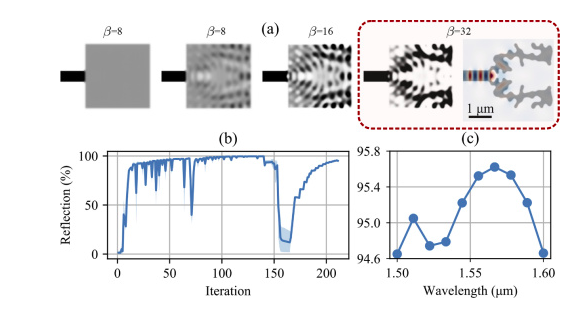 (a)
β=8
β=8
β=16
β=32
1 μm
(b)
(c)
Reflection (%)
100
50
0
0
50
100
150
200
Iteration
95.8
95.4
95.0
94.6
1.50
1.55
1.60
Wavelength (μm)